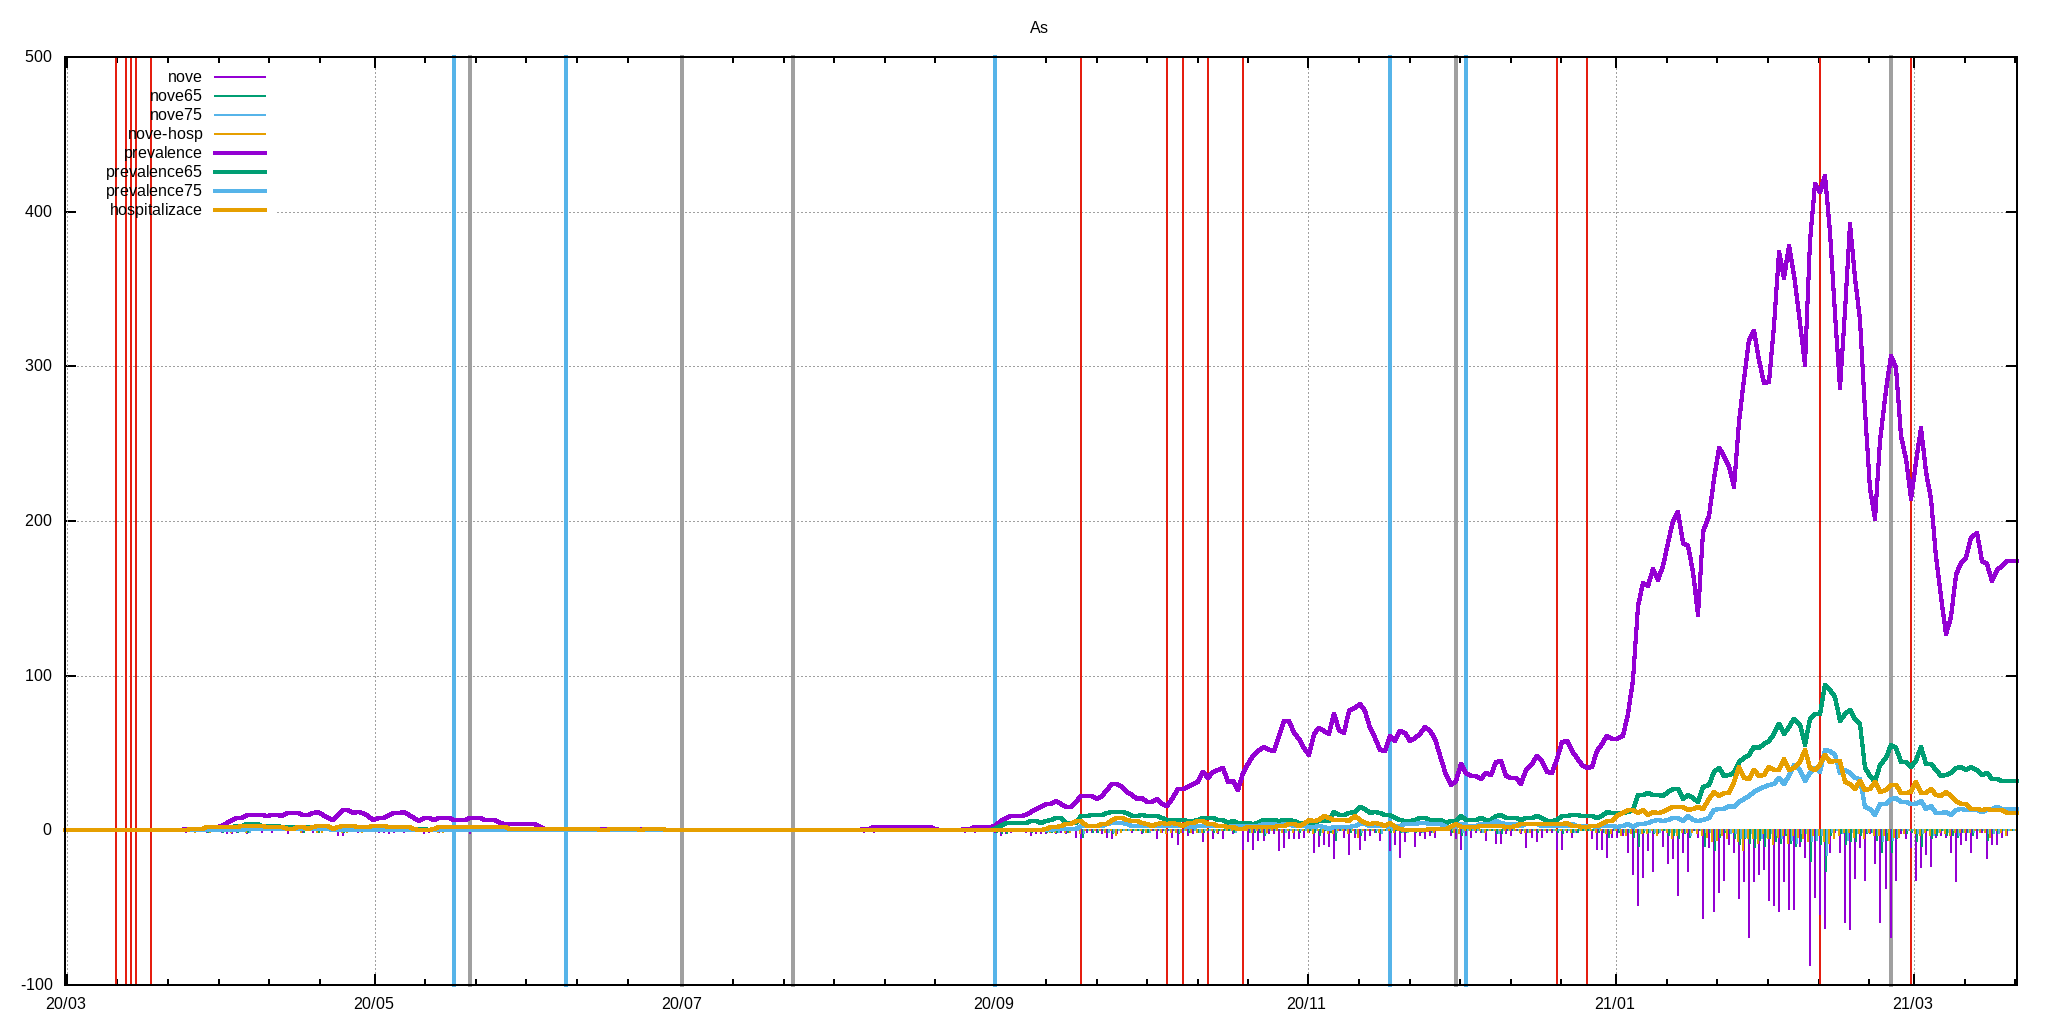 As
500
nove
nove65
nove75
nove-hosp
prevalence
prevalence65
prevalence75
hospitalizace
400
300
200
100
0
-100
20/03 20/05 20/07 20/09 20/11 21/01 21/03